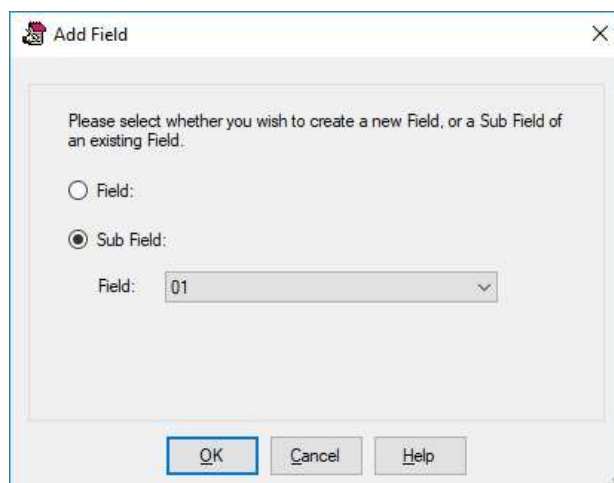 Add Field
Please select whether you wish to create a new Field, or a Sub Field of
an existing Field.
Field:
Sub Field:
Field: 01
OK Cancel Help